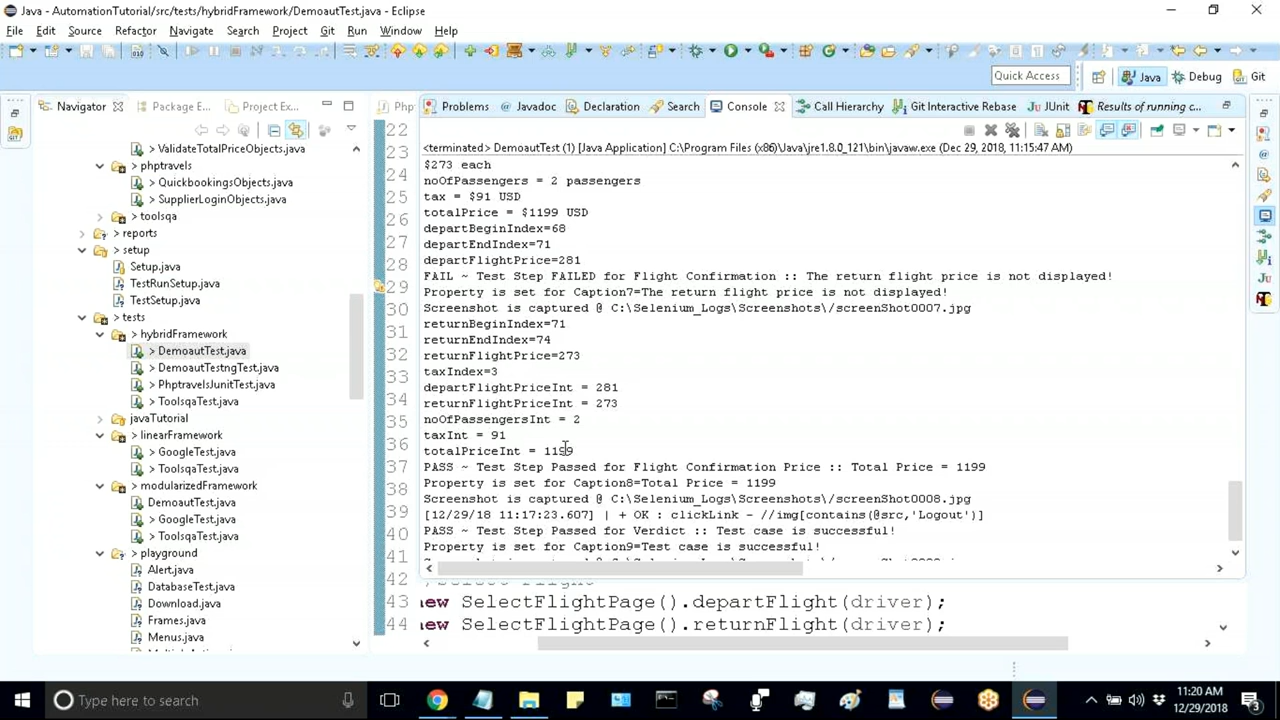 Java - AutomationTutorial/src/tests/hybridFramework/DemoautTest.java - Eclipse
File Edit Source Refactor Navigate Search Project Git Run Window Help
Quick Access
Java
Debug
Git
Navigator
Package E...
Project Ex...
> ValidateTotalPriceObjects.java
phptravels
> QuickbookingsObjects.java
> SupplierLoginObjects.java
> toolsqa
> reports
> setup
Setup.java
TestRunSetup.java
TestSetup.java
> tests
> hybridFramework
> DemoautTest.java
> DemoautTestngTest.java
> PhptravelsJunitTest.java
> ToolsqaTest.java
javaTutorial
> linearFramework
> GoogleTest.java
> ToolsqaTest.java
> modularizedFramework
> DemoautTest.java
> GoogleTest.java
> ToolsqaTest.java
> playground
Alert.java
DatabaseTest.java
Download.java
Frames.java
Menus.java
Php
22
23
24
25
26
27
28
29
30
31
32
33
34
35
36
37
38
39
40
41
42
43
44
Problems @ Javadoc Declaration Search Console Call Hierarchy Git Interactive Rebase JUnit Results of running c...
<terminated> DemoautTest (1) [Java Application] C:\Program Files (x86)\Java\jre1.8.0_121\bin\javaw.exe (Dec 29, 2018, 11:15:47 AM)
$273 each
noOfPassengers = 2 passengers
tax = $91 USD
totalPrice = $1199 USD
departBeginIndex=68
departEndIndex=71
departFlightPrice=281
FAIL ~ Test Step FAILED for Flight Confirmation :: The return flight price is not displayed!
Property is set for Caption7=The return flight price is not displayed!
Screenshot is captured @ C:\Selenium_Logs\Screenshots\/screenShot0007.jpg
returnBeginIndex=71
returnEndIndex=74
returnFlightPrice=273
taxIndex=3
departFlightPriceInt = 281
returnFlightPriceInt = 273
noOfPassengersInt = 2
taxInt = 91
totalPriceInt = 1199
PASS ~ Test Step Passed for Flight Confirmation Price :: Total Price = 1199
Property is set for Caption8=Total Price = 1199
Screenshot is captured @ C:\Selenium_Logs\Screenshots\/screenShot0008.jpg
[12/29/18 11:17:23.607] | + OK : clickLink - //img[contains(@src,'Logout')]
PASS ~ Test Step Passed for Verdict :: Test case is successful!
Property is set for Caption9=Test case is successful!
new SelectFlightPage().departFlight(driver);
new SelectFlightPage().returnFlight(driver);
Type here to search
11:20 AM
12/29/2018
3